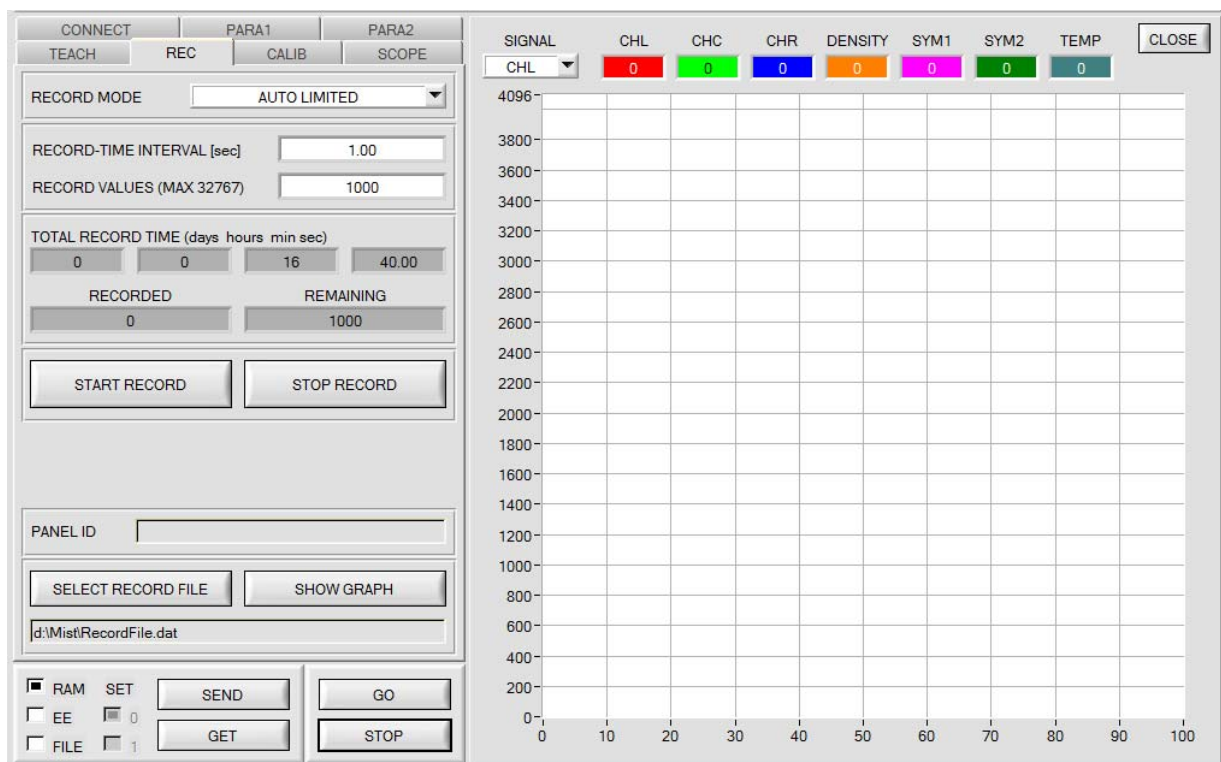 CONNECT PARA1 PARA2
TEACH REC CALIB SCOPE
RECORD MODE AUTO LIMITED
RECORD-TIME INTERVAL [sec] 1.00
RECORD VALUES (MAX 32767) 1000
TOTAL RECORD TIME (days hours min sec)
0 0 16 40.00
RECORDED REMAINING
0 1000
START RECORD STOP RECORD
PANEL ID
SELECT RECORD FILE SHOW GRAPH
d:\Mist\RecordFile.dat
RAM SET SEND GO
EE 0
FILE 1 GET STOP
SIGNAL CHL CHC CHR DENSITY SYM1 SYM2 TEMP CLOSE
CHL 0 0 0 0 0 0 0
4096
3800
3600
3400
3200
3000
2800
2600
2400
2200
2000
1800
1600
1400
1200
1000
800
600
400
200
0
0 10 20 30 40 50 60 70 80 90 100